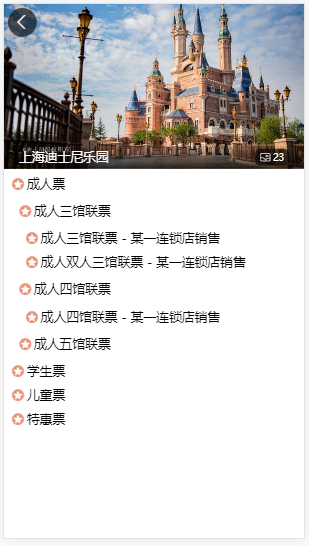 上海迪士尼乐园
23
成人票
成人三馆联票
成人三馆联票 - 某一连锁店销售
成人双人三馆联票 - 某一连锁店销售
成人四馆联票
成人四馆联票 - 某一连锁店销售
成人五馆联票
学生票
儿童票
特惠票